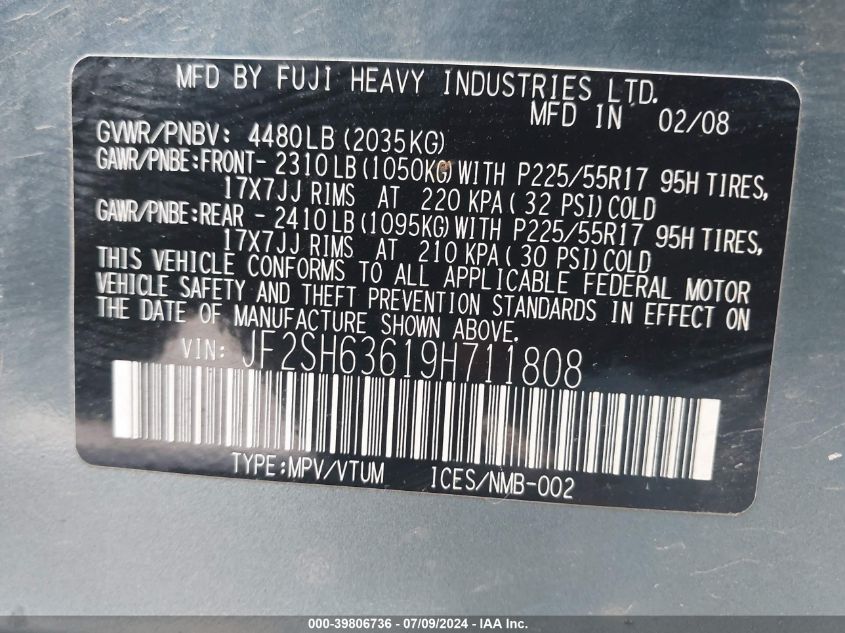 MFD BY FUJI HEAVY INDUSTRIES LTD.
MFD IN 02/08
GVWR/PNBV: 4480LB (2035KG)
GAWR/PNBE:FRONT- 2310LB(1050KG)WITH P225/55R17 95H TIRES,
17X7JJ RIMS AT 220 KPA( 32 PSI)COLD
GAWR/PNBE:REAR - 2410LB(1095KG)WITH P225/55R17 95H TIRES,
17X7JJ RIMS AT 210 KPA( 30 PSI)COLD
THIS VEHICLE CONFORMS TO ALL APPLICABLE FEDERAL MOTOR
VEHICLE SAFETY AND THEFT PREVENTION STANDARDS IN EFFECT ON
THE DATE OF MANUFACTURE SHOWN ABOVE.
VIN: JF2SH63619H711808
TYPE:MPV/VTUM ICES/NMB-002
000-39806736 - 07/09/2024 - IAA Inc.